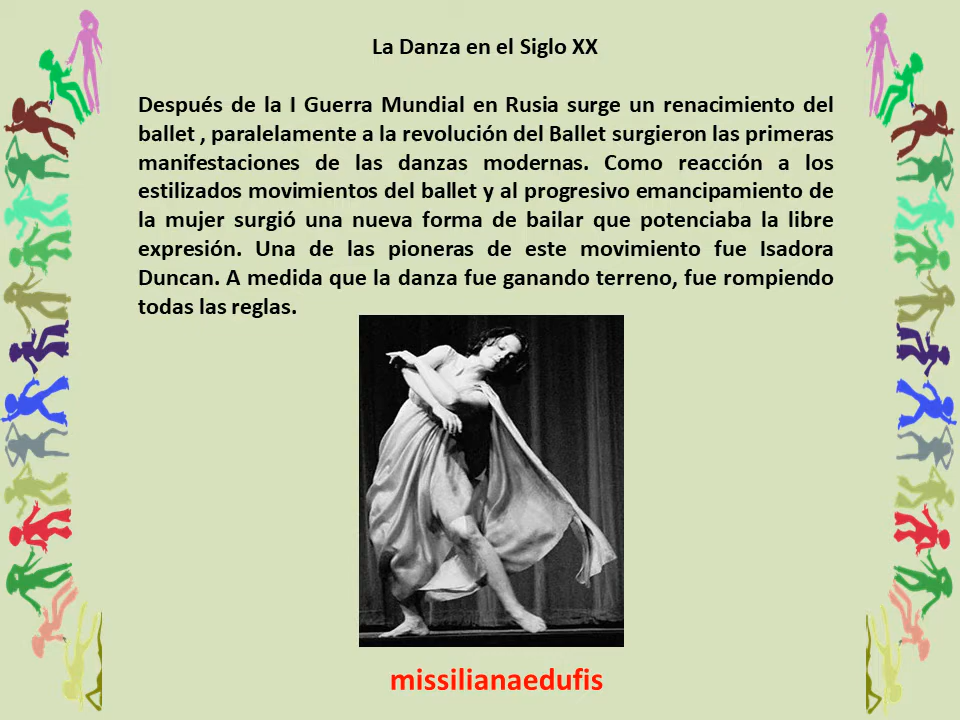 La Danza en el Siglo XX
Después de la I Guerra Mundial en Rusia surge un renacimiento del
ballet , paralelamente a la revolución del Ballet surgieron las primeras
manifestaciones de las danzas modernas. Como reacción a los
estilizados movimientos del ballet y al progresivo emancipamiento de
la mujer surgió una nueva forma de bailar que potenciaba la libre
expresión. Una de las pioneras de este movimiento fue Isadora
Duncan. A medida que la danza fue ganando terreno, fue rompiendo
todas las reglas.
missilianaedufis